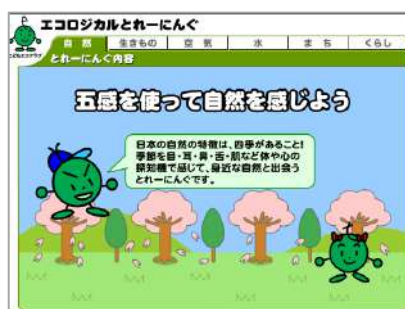 エコロジカルとれーにんぐ
自然 生きもの 空気 水 まち くらし
とれーにんぐ内容
五感を使って自然を感じよう
日本の自然の特徴は、四季があること!
季節を目・耳・鼻・舌・肌など体や心の
探知機で感じて、身近な自然と出会う
とれーにんぐです。